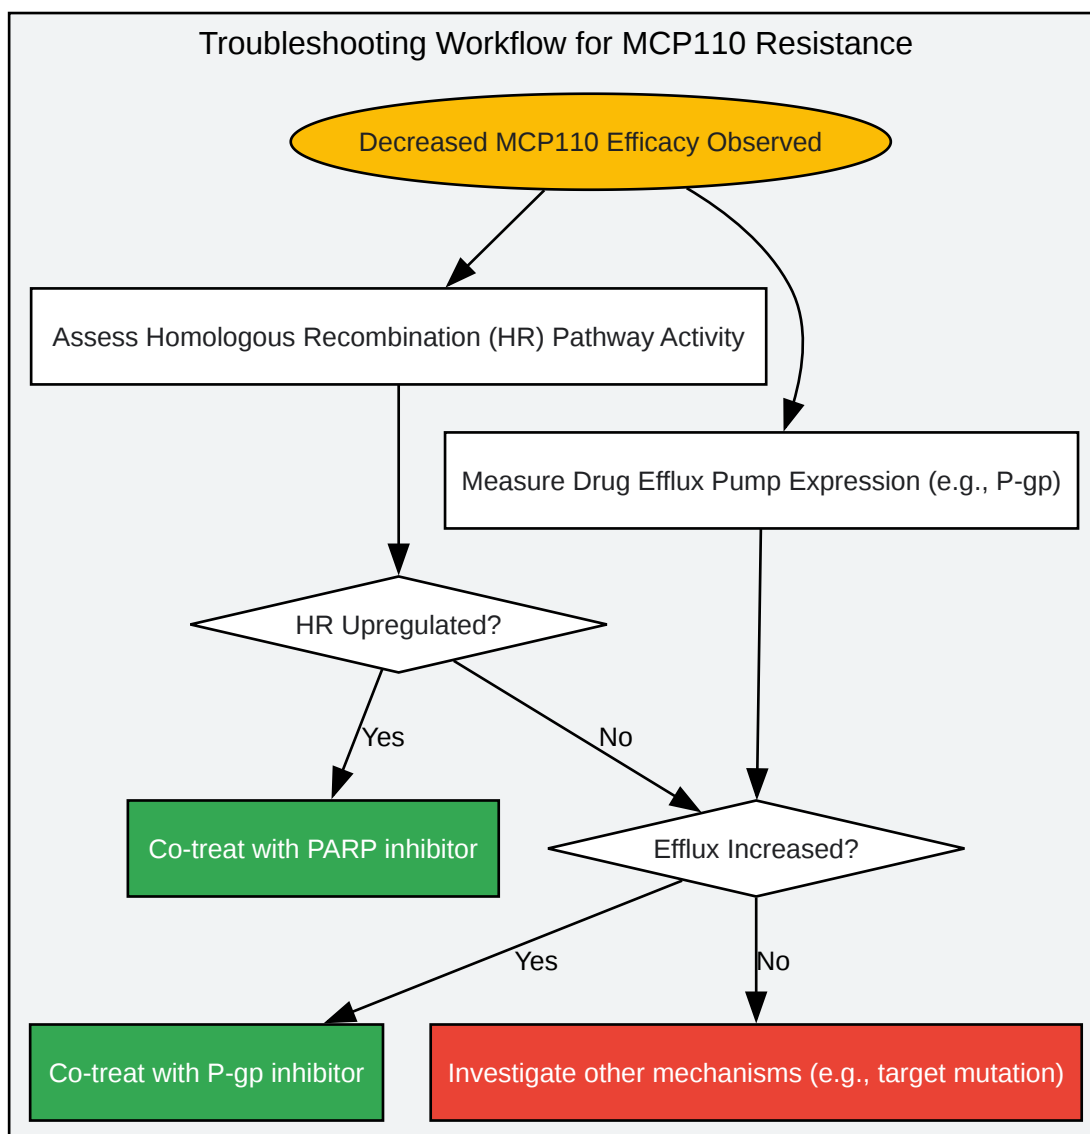 Troubleshooting Workflow for MCP110 Resistance
Decreased MCP110 Efficacy Observed
Assess Homologous Recombination (HR) Pathway Activity
Measure Drug Efflux Pump Expression (e.g., P-gp)
HR Upregulated?
Yes
No
Co-treat with PARP inhibitor
Efflux Increased?
Yes
No
Co-treat with P-gp inhibitor
Investigate other mechanisms (e.g., target mutation)